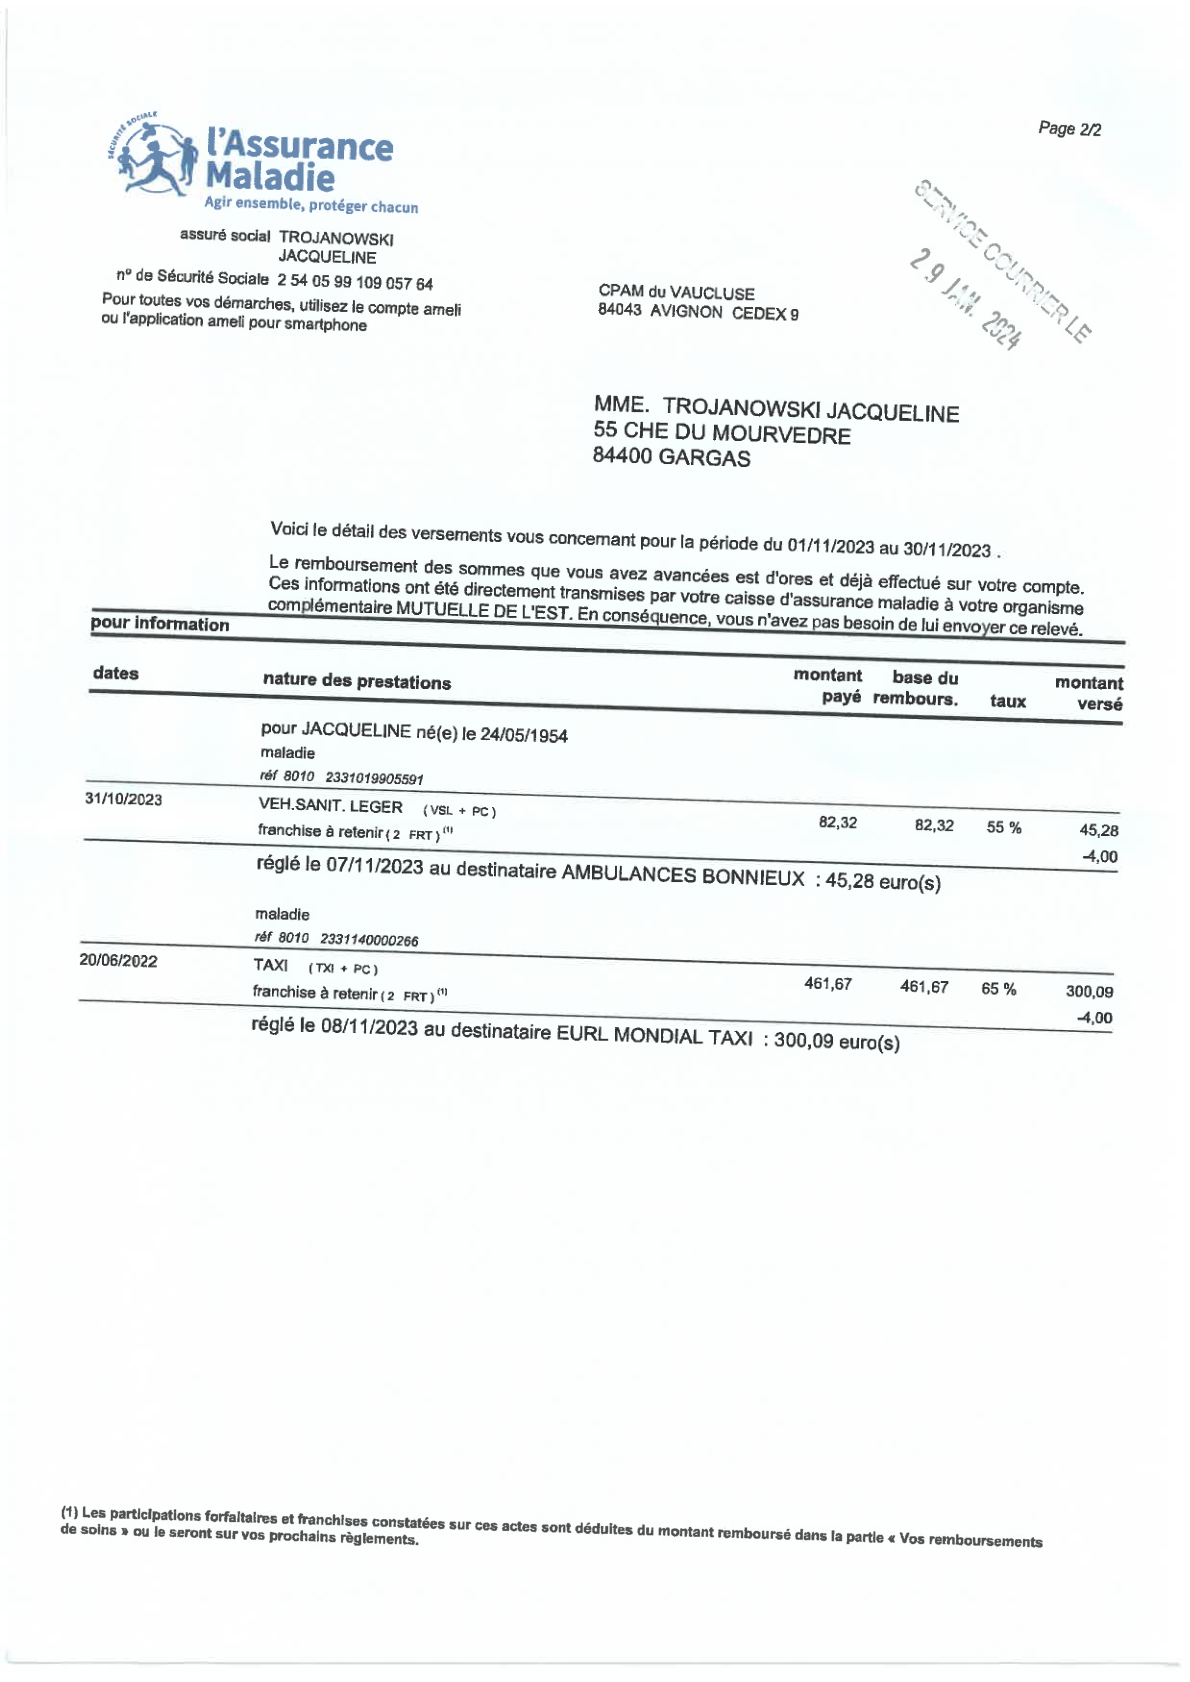 Page 2/2
SÉCURITÉ SOCIALE
l'Assurance
Maladie
Agir ensemble, protéger chacun
SERVICE COURRIER LE
29 JAN. 2024
assuré social TROJANOWSKI
JACQUELINE
n° de Sécurité Sociale 2 54 05 99 109 057 64
Pour toutes vos démarches, utilisez le compte ameli
ou l'application ameli pour smartphone
CPAM du VAUCLUSE
84043 AVIGNON CEDEX 9
MME. TROJANOWSKI JACQUELINE
55 CHE DU MOURVEDRE
84400 GARGAS
Voici le détail des versements vous concernant pour la période du 01/11/2023 au 30/11/2023 .
Le remboursement des sommes que vous avez avancées est d'ores et déjà effectué sur votre compte.
Ces informations ont été directement transmises par votre caisse d'assurance maladie à votre organisme
complémentaire MUTUELLE DE L'EST. En conséquence, vous n'avez pas besoin de lui envoyer ce relevé.
pour information
dates nature des prestations montant payé base du rembours. taux montant versé
pour JACQUELINE né(e) le 24/05/1954
maladie
réf 8010 2331019905591
31/10/2023 VEH.SANIT. LEGER (VSL + PC) 82,32 82,32 55 % 45,28
franchise à retenir ( 2 FRT ) (1) -4,00
réglé le 07/11/2023 au destinataire AMBULANCES BONNIEUX : 45,28 euro(s)
maladie
réf 8010 2331140000266
20/06/2022 TAXI (TXI + PC) 461,67 461,67 65 % 300,09
franchise à retenir ( 2 FRT ) (1) -4,00
réglé le 08/11/2023 au destinataire EURL MONDIAL TAXI : 300,09 euro(s)
(1) Les participations forfaitaires et franchises constatées sur ces actes sont déduites du montant remboursé dans la partie « Vos remboursements
de soins » ou le seront sur vos prochains règlements.